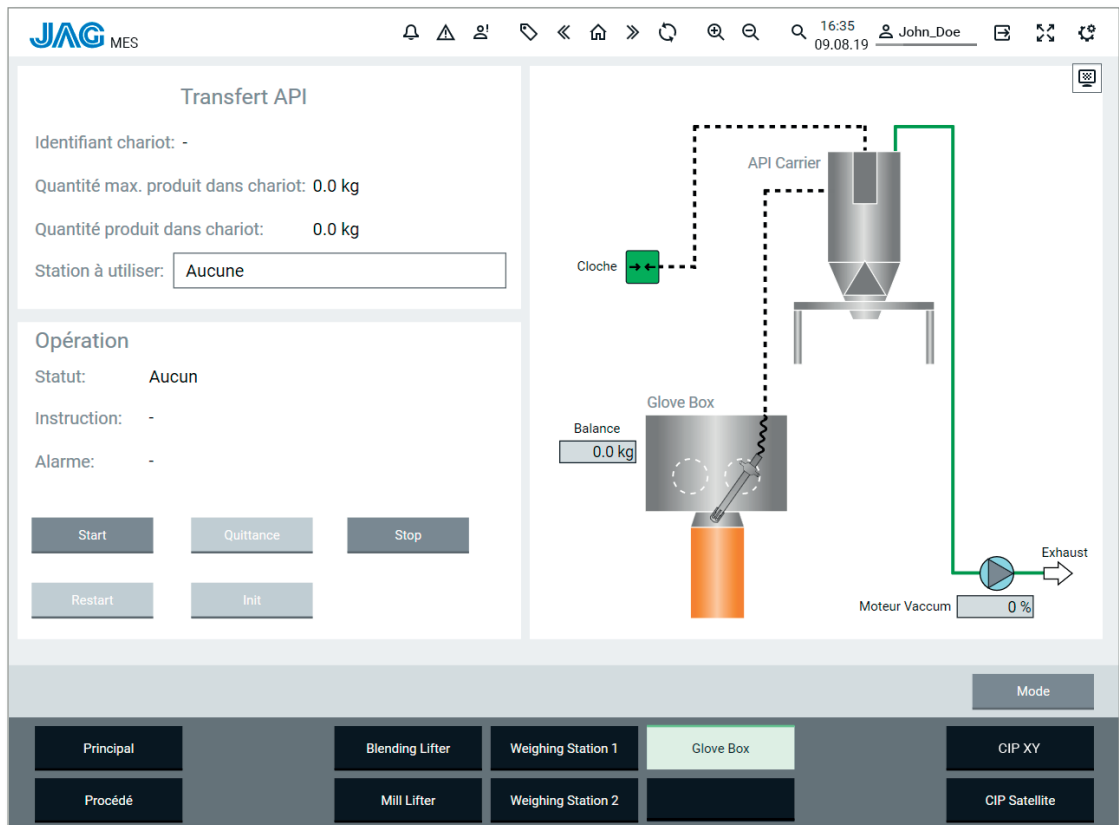 JAG MES
16:35
09.08.19
John_Doe
Transfert API
Identifiant chariot: -
Quantité max. produit dans chariot: 0.0 kg
Quantité produit dans chariot: 0.0 kg
Station à utiliser: Aucune
Opération
Statut: Aucun
Instruction: -
Alarme: -
Start Quittance Stop
Restart Init
API Carrier
Cloche
Glove Box
Balance
0.0 kg
Exhaust
Moteur Vaccum 0 %
Mode
Principal Blending Lifter Weighing Station 1 Glove Box CIP XY
Procédé Mill Lifter Weighing Station 2 CIP Satellite